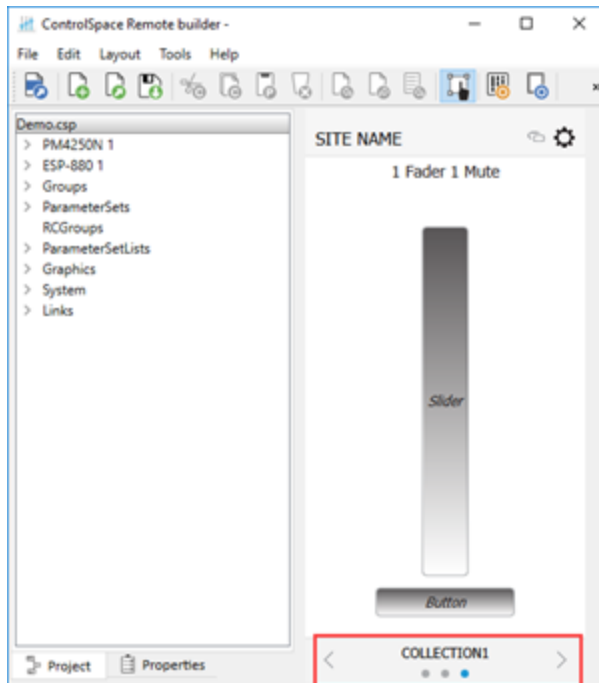 ControlSpace Remote builder -
File Edit Layout Tools Help
Demo.csp
PM4250N 1
ESP-880 1
Groups
ParameterSets
RCGroups
ParameterSetLists
Graphics
System
Links
Project Properties
SITE NAME
1 Fader 1 Mute
Slider
Button
COLLECTION1